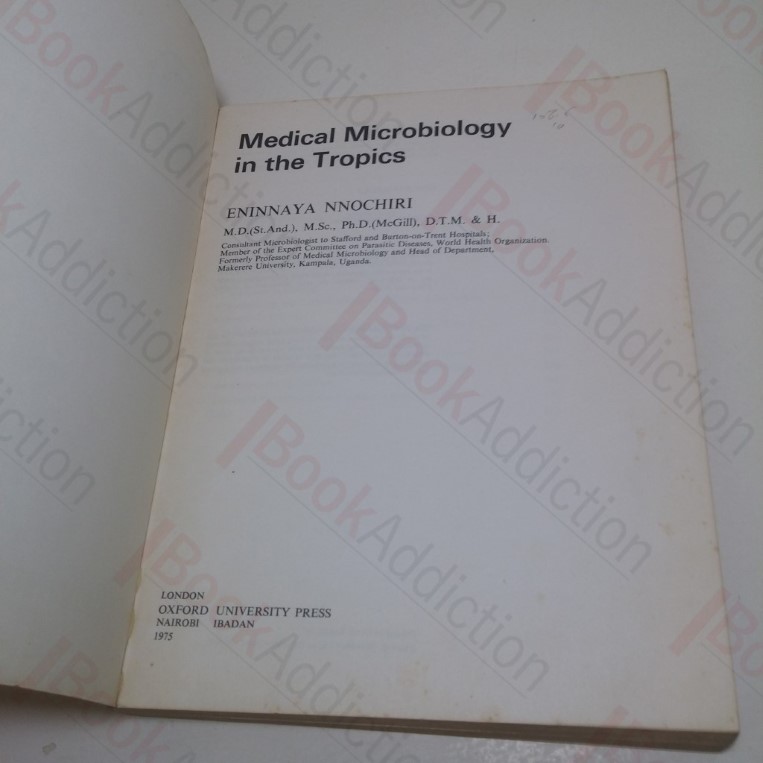 Medical Microbiology
in the Tropics
ENINNAYA NNOCHIRI
M.D.(St.And.), M.Sc., Ph.D.(McGill), D.T.M. & H.
Consultant Microbiologist to Stafford and Burton-on-Trent Hospitals;
Member of the Expert Committee on Parasitic Diseases, World Health Organization.
Formerly Professor of Medical Microbiology and Head of Department,
Makerere University, Kampala, Uganda.
LONDON
OXFORD UNIVERSITY PRESS
NAIROBI IBADAN
1975
BookAddiction